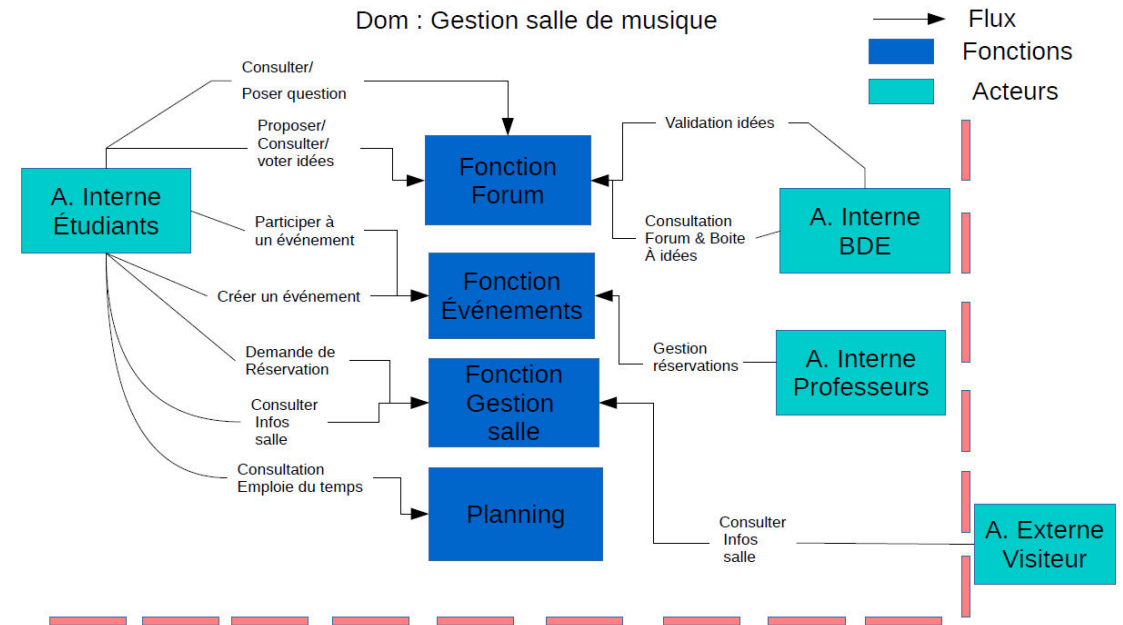 Dom : Gestion salle de musique
Flux
Fonctions
Acteurs
Consulter/
Poser question
Proposer/
Consulter/
voter idées
Validation idées
Fonction
Forum
A. Interne
Étudiants
A. Interne
BDE
Participer à
un événement
Consultation
Forum & Boite
À idées
Fonction
Événements
Créer un événement
Gestion
réservations
A. Interne
Professeurs
Demande de
Réservation
Fonction
Gestion
salle
Consulter
Infos
salle
Consultation
Emploie du temps
Planning
Consulter
Infos
salle
A. Externe
Visiteur